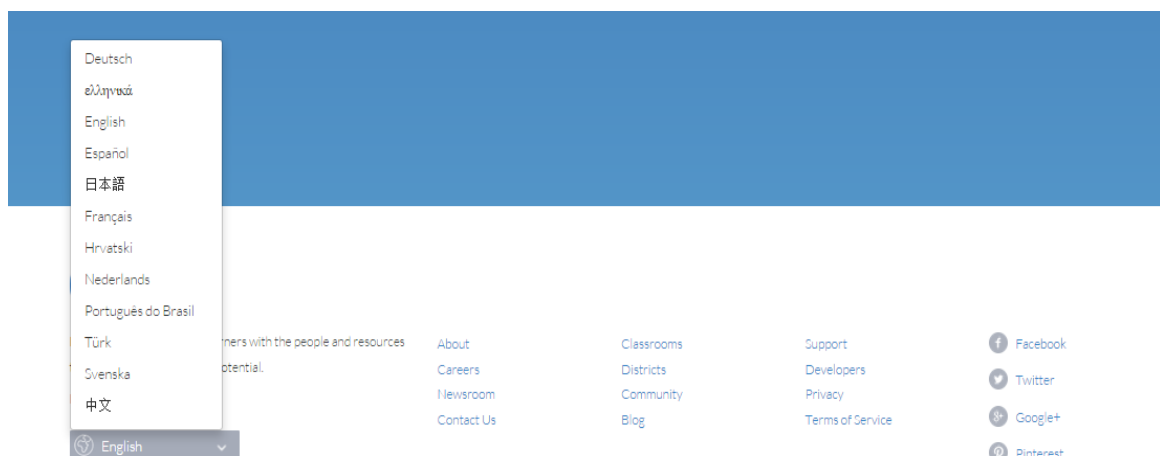 Deutsch
ελληνικά
English
Español
日本語
Français
Hrvatski
Nederlands
Português do Brasil
Türk
Svenska
中文
English
ners with the people and resources
otential.
About
Careers
Newsroom
Contact Us
Classrooms
Districts
Community
Blog
Support
Developers
Privacy
Terms of Service
Facebook
Twitter
Google+
Pinterest